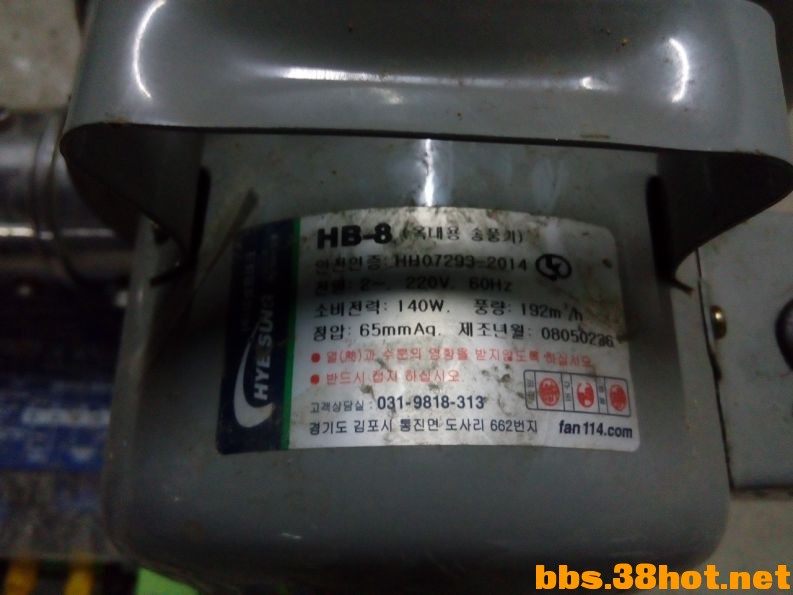 HB-8 (옥내용 송풍기)
안전인증: HH07293-2014
전원: 2~, 220V, 60Hz
소비전력: 140W, 풍량: 192m³/h
정압: 65mmAq, 제조년월: 08050226
● 열(熱)과 수분의 영향을 받지않도록 하십시오
● 반드시 접지 하십시오.
고객상담실: 031-9818-313
경기도 김포시 통진면 도사리 662번지 fan114.com
HYESUNG
bbs.38hot.net